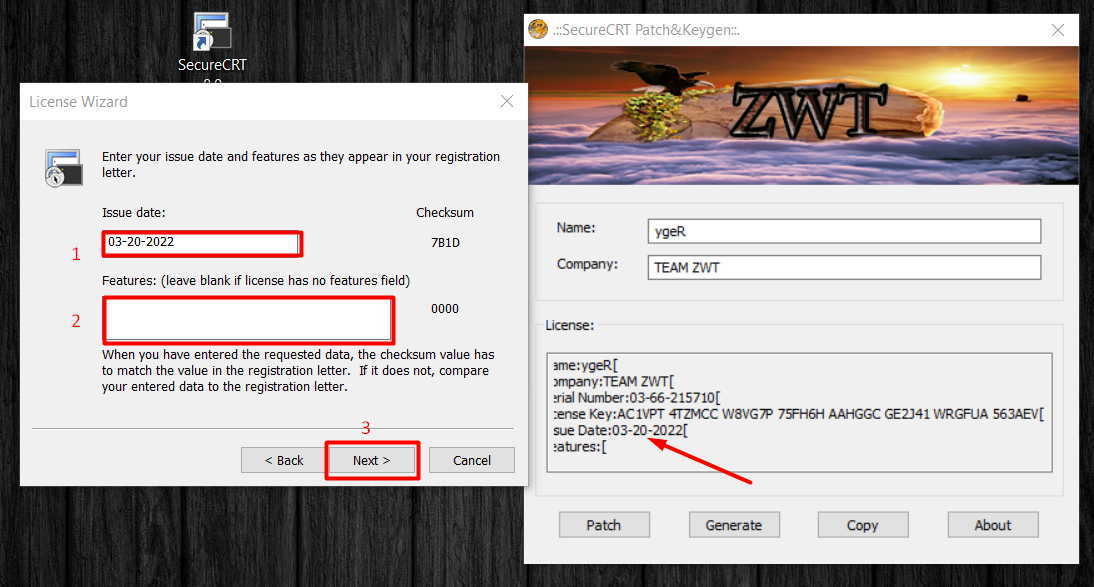 SecureCRT
.::SecureCRT Patch&Keygen::.
ZWT
License Wizard
Enter your issue date and features as they appear in your registration
letter.
Issue date:
Checksum
1
03-20-2022
7B1D
Features: (leave blank if license has no features field)
2
0000
When you have entered the requested data, the checksum value has
to match the value in the registration letter. If it does not, compare
your entered data to the registration letter.
3
< Back
Next >
Cancel
Name:
ygeR
Company:
TEAM ZWT
License:
ame:ygeR[
ompany:TEAM ZWT[
erial Number:03-66-215710[
cense Key:AC1VPT 4TZMCC W8VG7P 75FH6H AAHGGC GE2J41 WRGFUA 563AEV[
sue Date:03-20-2022[
eatures:[
Patch
Generate
Copy
About